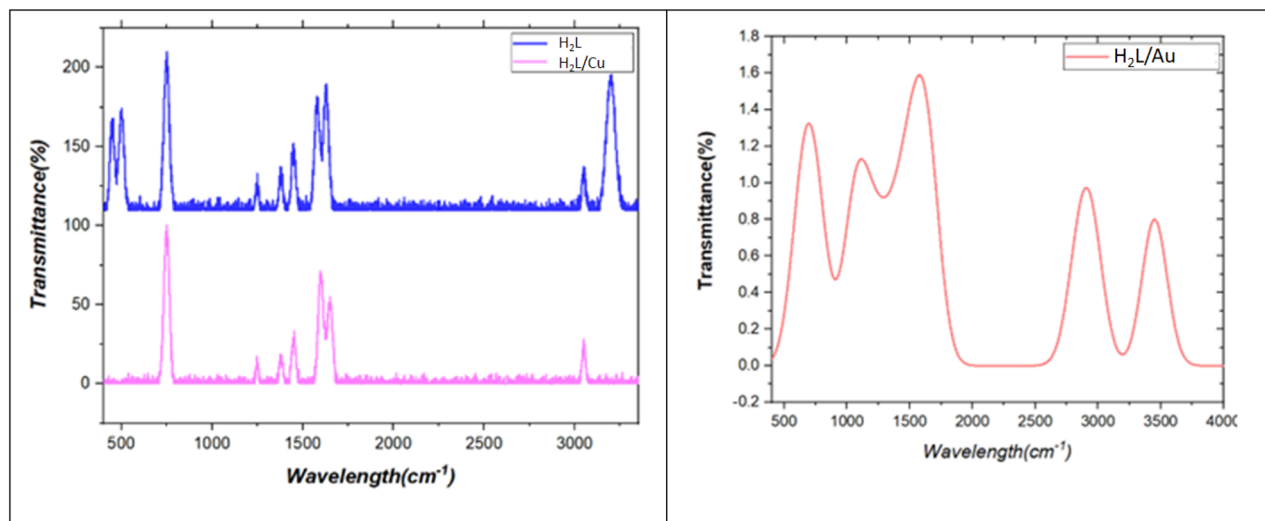 H₂L
H₂L/Cu
200
150
100
50
0
Transmittance(%)
500 1000 1500 2000 2500 3000
Wavelength(cm⁻¹)
H₂L/Au
1.8
1.6
1.4
1.2
1.0
0.8
0.6
0.4
0.2
0.0
-0.2
Transmittance(%)
500 1000 1500 2000 2500 3000 3500 4000
Wavelength(cm⁻¹)